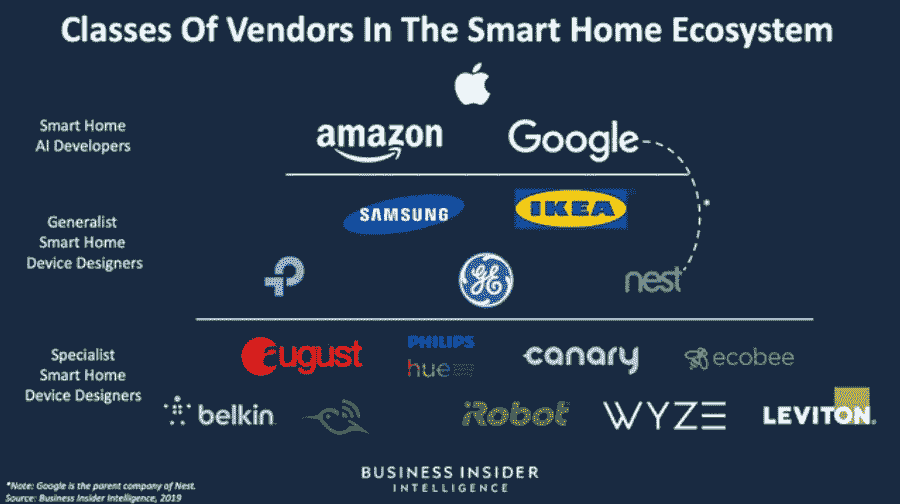 Classes Of Vendors In The Smart Home Ecosystem
Smart Home
AI Developers
amazon
Google
*
Generalist
Smart Home
Device Designers
SAMSUNG
IKEA
GE
nest
Specialist
Smart Home
Device Designers
august
PHILIPS
hue
canary
ecobee
belkin
iRobot
WYZE
LEVITON
BUSINESS INSIDER
INTELLIGENCE
*Note: Google is the parent company of Nest.
Source: Business Insider Intelligence, 2019